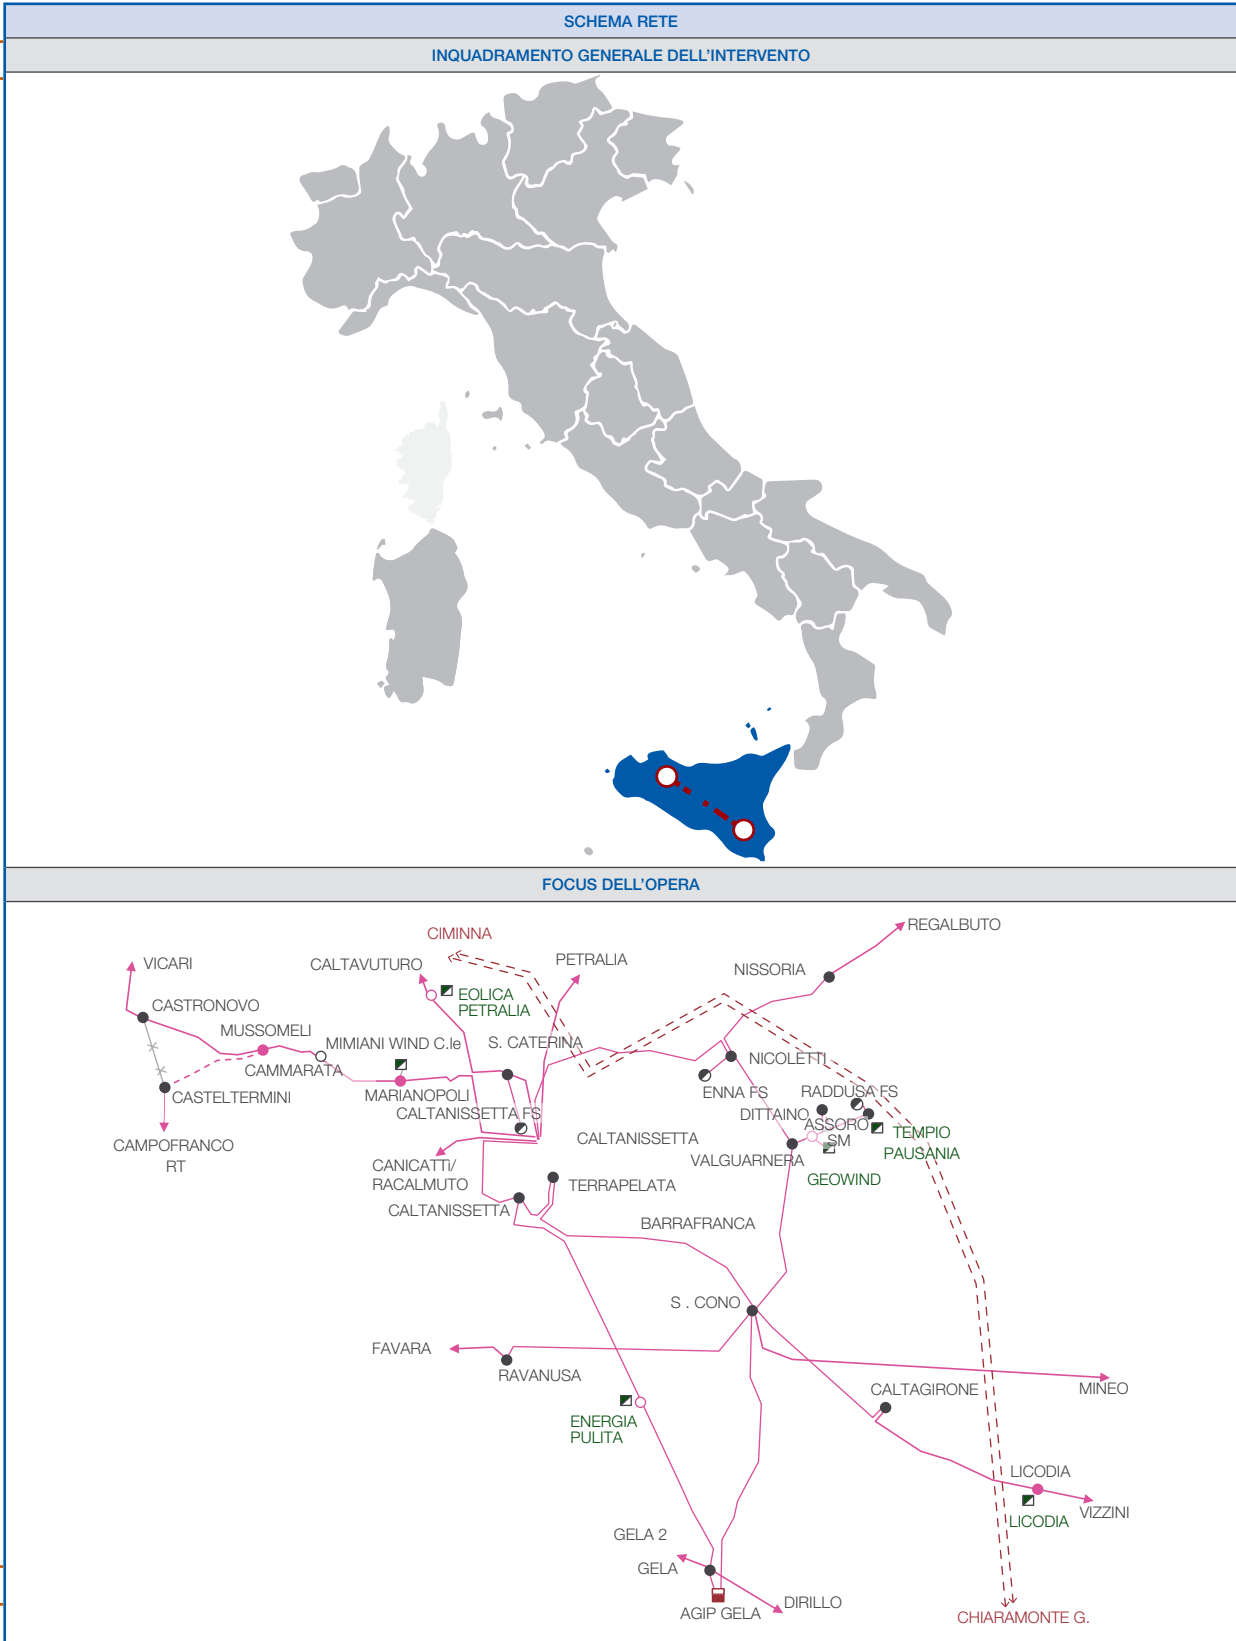 SCHEMA RETE
INQUADRAMENTO GENERALE DELL'INTERVENTO
FOCUS DELL'OPERA
REGALBUTO
CIMINNA
VICARI
CALTAVUTURO
PETRALIA
NISSORIA
EOLICA
PETRALIA
CASTRONOVO
MUSSOMELI
MIMIANI WIND C.le
S. CATERINA
NICOLETTI
CAMMARATA
CASTELTERMINI
MARIANOPOLI
ENNA FS
RADDUSA FS
CALTANISSETTA FS
DITTAINO
ASSORO
SM
TEMPIO
PAUSANIA
CAMPOFRANCO
RT
CALTANISSETTA
VALGUARNERA
CANICATTì/
RACALMUTO
GEOWIND
TERRAPELATA
CALTANISSETTA
BARRAFRANCA
S . CONO
FAVARA
RAVANUSA
MINEO
CALTAGIRONE
ENERGIA
PULITA
LICODIA
VIZZINI
LICODIA
GELA 2
GELA
DIRILLO
AGIP GELA
CHIARAMONTE G.